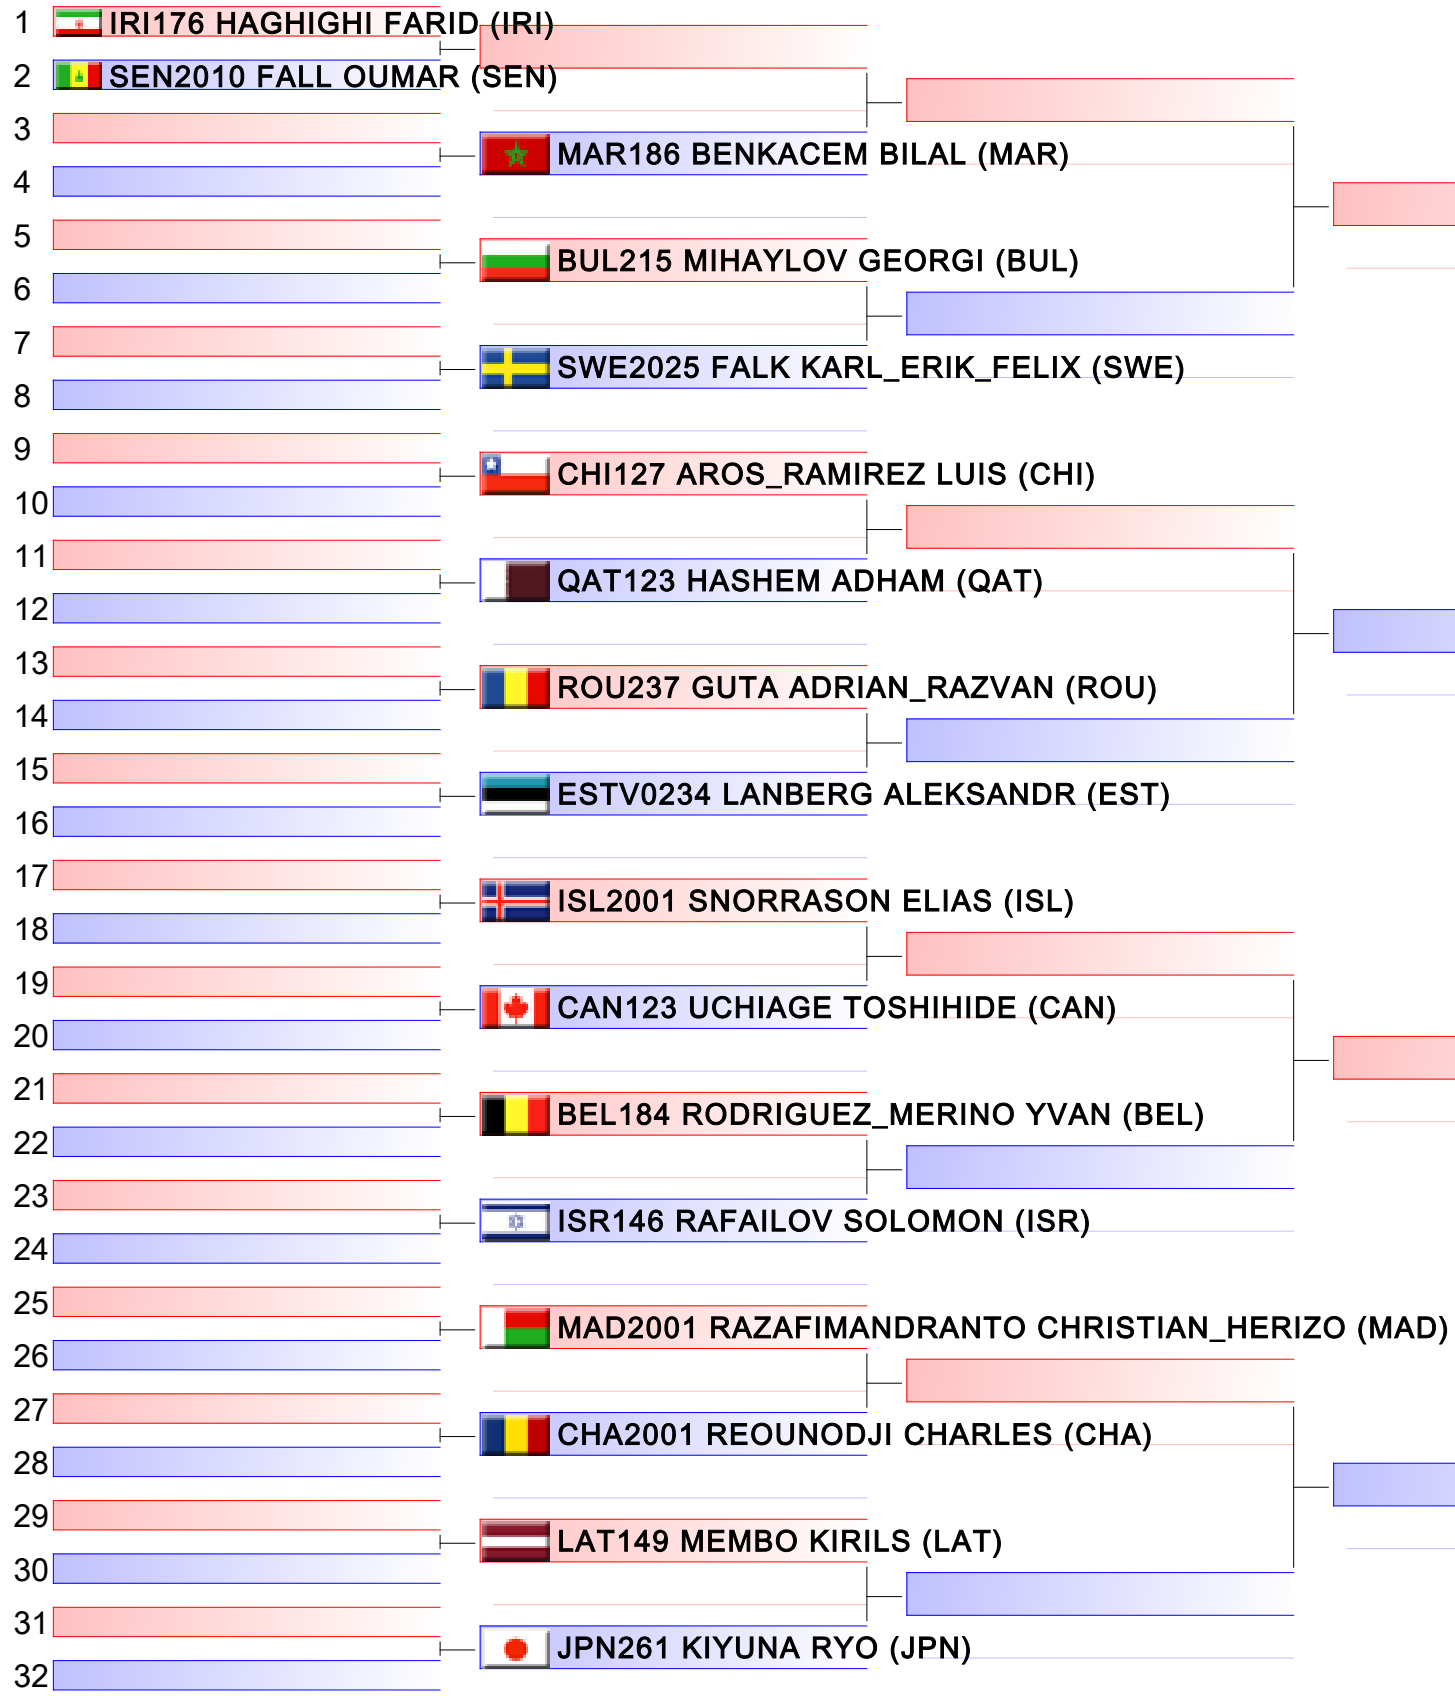 1 IRI176 HAGHIGHI FARID (IRI)
2 SEN2010 FALL OUMAR (SEN)
3
MAR186 BENKACEM BILAL (MAR)
4
5
BUL215 MIHAYLOV GEORGI (BUL)
6
7
SWE2025 FALK KARL_ERIK_FELIX (SWE)
8
9
CHI127 AROS_RAMIREZ LUIS (CHI)
10
11
QAT123 HASHEM ADHAM (QAT)
12
13
ROU237 GUTA ADRIAN_RAZVAN (ROU)
14
15
ESTV0234 LANBERG ALEKSANDR (EST)
16
17
ISL2001 SNORRASON ELIAS (ISL)
18
19
CAN123 UCHIAGE TOSHIHIDE (CAN)
20
21
BEL184 RODRIGUEZ_MERINO YVAN (BEL)
22
23
ISR146 RAFAILOV SOLOMON (ISR)
24
25
MAD2001 RAZAFIMANDRANTO CHRISTIAN_HERIZO (MAD)
26
27
CHA2001 REOUNODJI CHARLES (CHA)
28
29
LAT149 MEMBO KIRILS (LAT)
30
31
JPN261 KIYUNA RYO (JPN)
32